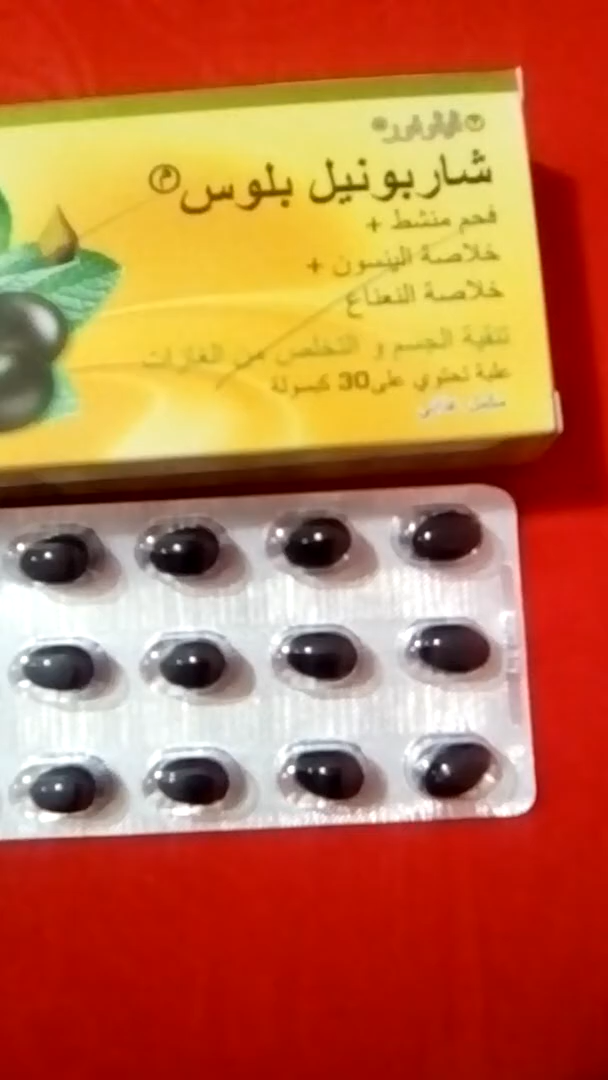 شاربونيل بلوس م
فحم منشط +
خلاصة الينسون +
خلاصة النعناع
تنقية الجسم و التخلص من الغازات
علبة تحتوي على 30 كبسولة